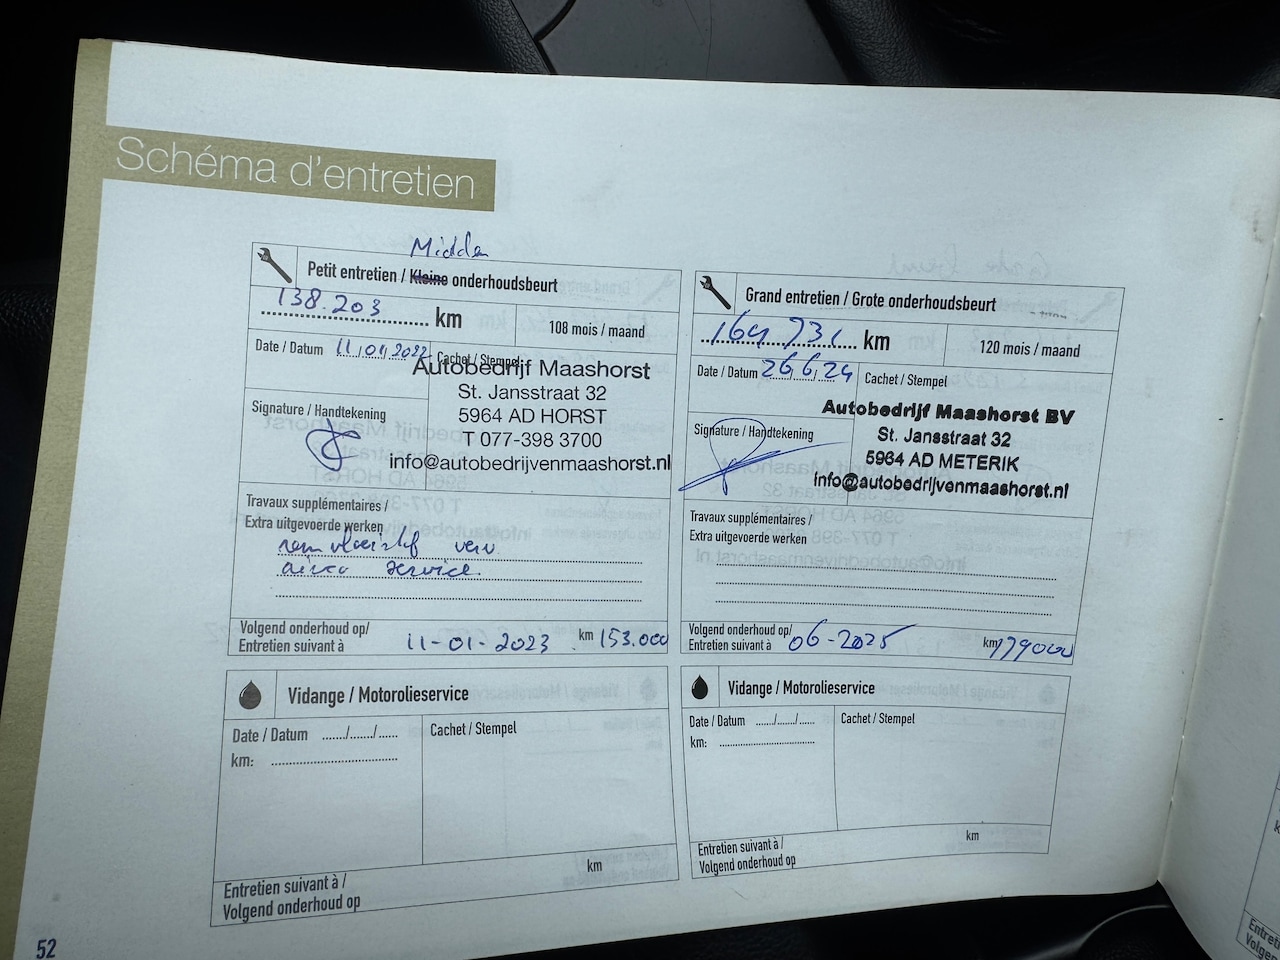 Schéma d'entretien
Midden
Petit entretien / Kleine onderhoudsbeurt
138.203 km
108 mois / maand
Date / Datum 11/01/2022
Cachet / Stempel
Autobedrijf Maashorst
St. Jansstraat 32
5964 AD HORST
T 077-398 3700
info@autobedrijvenmaashorst.nl
Signature / Handtekening
Travaux supplémentaires /
Extra uitgevoerde werken
remvloeistof verv
airco service
Volgend onderhoud op/
Entretien suivant à 11-01-2023 km 153.000
Grand entretien / Grote onderhoudsbeurt
164 731 km
120 mois / maand
Date / Datum 26/6/24
Cachet / Stempel
Autobedrijf Maashorst BV
St. Jansstraat 32
5964 AD METERIK
info@autobedrijvenmaashorst.nl
Signature / Handtekening
Travaux supplémentaires /
Extra uitgevoerde werken
Volgend onderhoud op/
Entretien suivant à 06-2025 km 179000
Vidange / Motorolieservice
Date / Datum ....../....../......
km:
Cachet / Stempel
km
Entretien suivant à /
Volgend onderhoud op
Vidange / Motorolieservice
Date / Datum ....../....../......
km:
Cachet / Stempel
km
Entretien suivant à /
Volgend onderhoud op
52